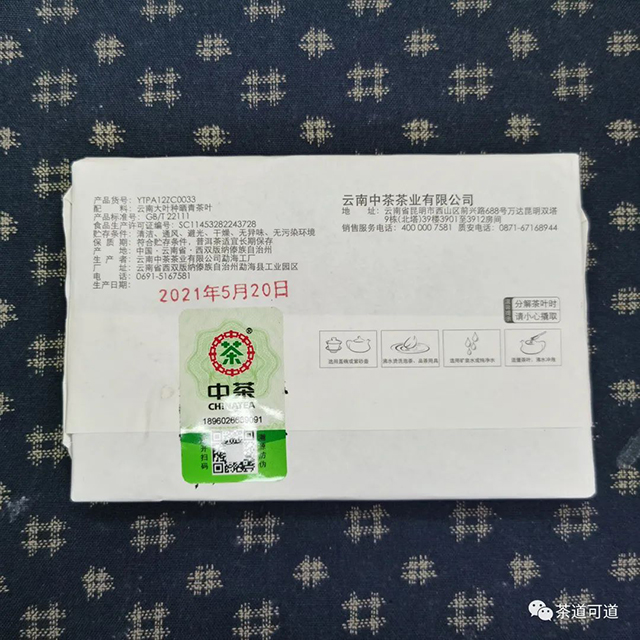 产品货号: YTPA12ZC0033
配 料: 云南大叶种晒青茶叶
产品标准号: GB/T 22111
食品生产许可证编号: SC11453282243728
贮存条件: 清洁、通风、避光、干燥、无异味、无污染环境
保 质 期: 符合贮存条件，普洱茶适宜长期保存
产 地: 中国·云南省·西双版纳傣族自治州
生 产 者: 云南中茶茶业有限公司勐海工厂
厂 址: 云南省西双版纳傣族自治州勐海县工业园区
电 话: 0691-5167581
生产日期:
2021年5月20日
云南中茶茶业有限公司
地 址: 云南省昆明市西山区前兴路688号万达昆明双塔
9栋(北塔)39楼3901至3912房间
销售服务电话: 400 000 7581 质安电话: 0871-67168944
分解茶叶时
请小心撬取
茶
®
中茶
CHINATEA
开扫码
茶道可道